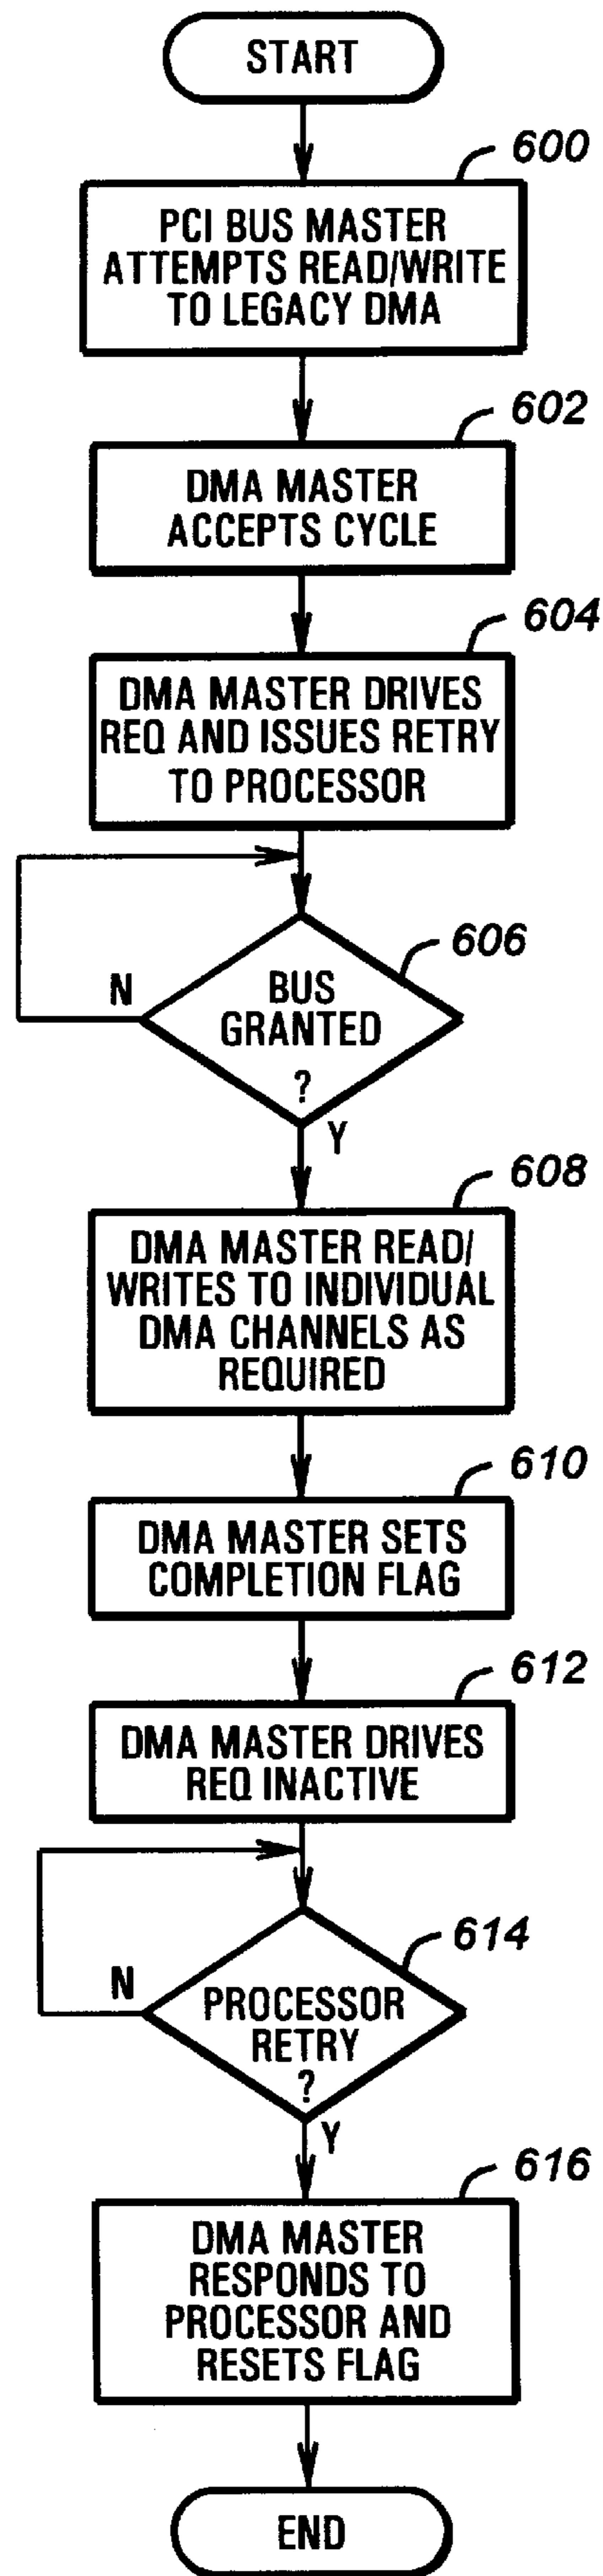 START
600
PCI BUS MASTER
ATTEMPTS READ/WRITE
TO LEGACY DMA
602
DMA MASTER
ACCEPTS CYCLE
604
DMA MASTER DRIVES
REQ AND ISSUES RETRY
TO PROCESSOR
606
BUS
GRANTED
?
N
Y
608
DMA MASTER READ/
WRITES TO INDIVIDUAL
DMA CHANNELS AS
REQUIRED
610
DMA MASTER SETS
COMPLETION FLAG
612
DMA MASTER DRIVES
REQ INACTIVE
614
PROCESSOR
RETRY
?
N
Y
616
DMA MASTER
RESPONDS TO
PROCESSOR AND
RESETS FLAG
END